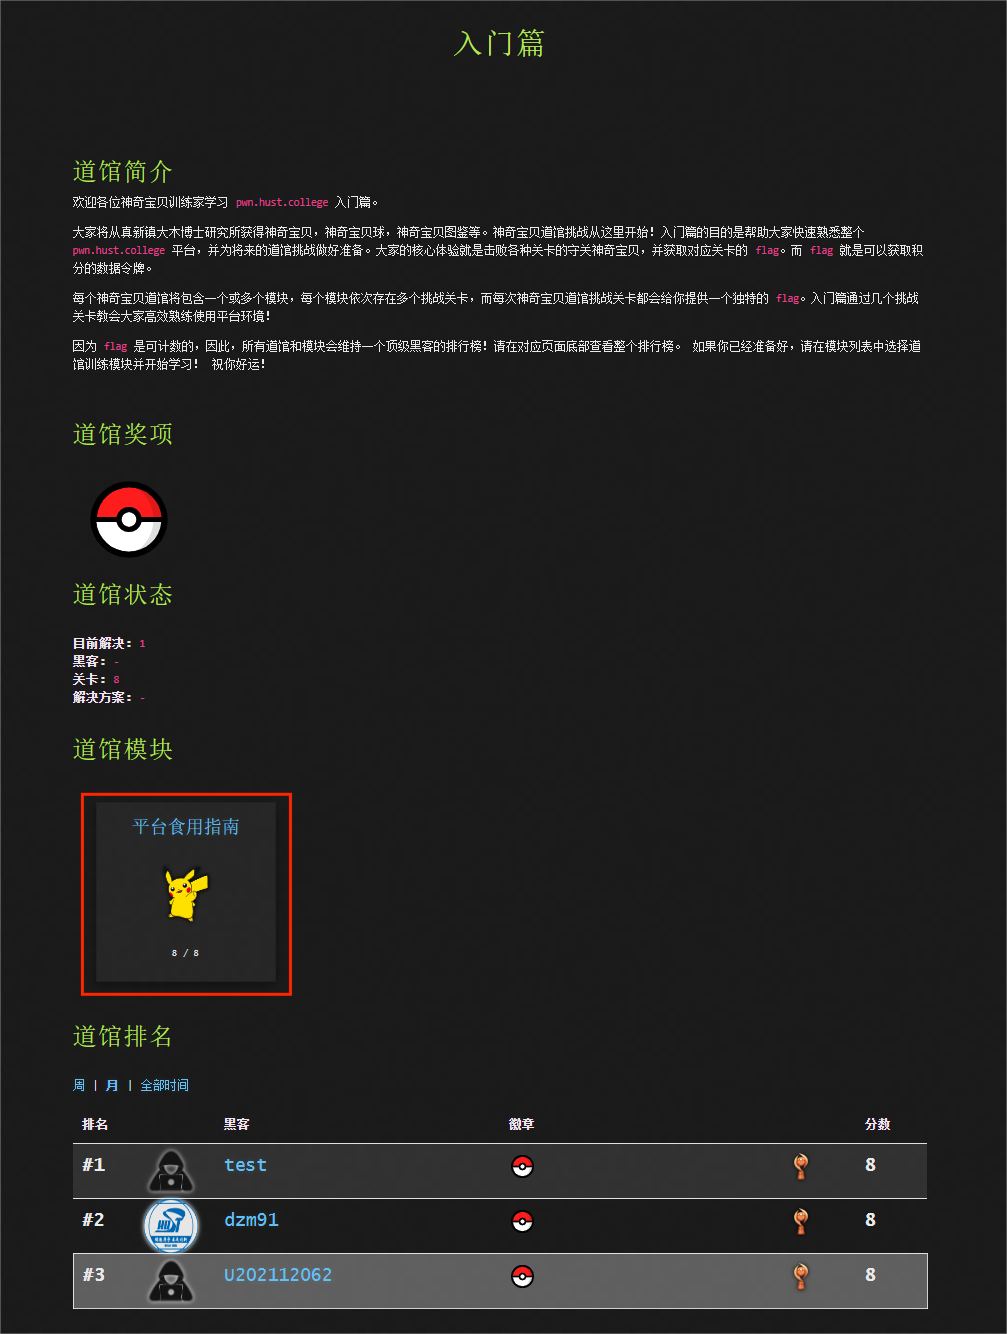 入门篇
道馆简介
欢迎各位神奇宝贝训练家学习 pwn.hust.college 入门篇。
大家将从真新镇大木博士研究所获得神奇宝贝，神奇宝贝球，神奇宝贝图鉴等。神奇宝贝道馆挑战从这里开始！入门篇的目的是帮助大家快速熟悉整个
pwn.hust.college 平台，并为将来的道馆挑战做好准备。大家的核心体验就是击败各种关卡的守关神奇宝贝，并获取对应关卡的 flag。而 flag 就是可以获取积
分的数据令牌。
每个神奇宝贝道馆将包含一个或多个模块，每个模块依次存在多个挑战关卡，而每次神奇宝贝道馆挑战关卡都会给你提供一个独特的 flag。入门篇通过几个挑战
关卡教会大家高效熟练使用平台环境！
因为 flag 是可计数的，因此，所有道馆和模块会维持一个顶级黑客的排行榜！请在对应页面底部查看整个排行榜。 如果你已经准备好，请在模块列表中选择道
馆训练模块并开始学习！ 祝你好运！
道馆奖项
道馆状态
目前解决: 1
黑客: -
关卡: 8
解决方案: -
道馆模块
平台食用指南
8 / 8
道馆排名
周 | 月 | 全部时间
排名 黑客 徽章 分数
#1 test 8
#2 dzm91 8
#3 U202112062 8